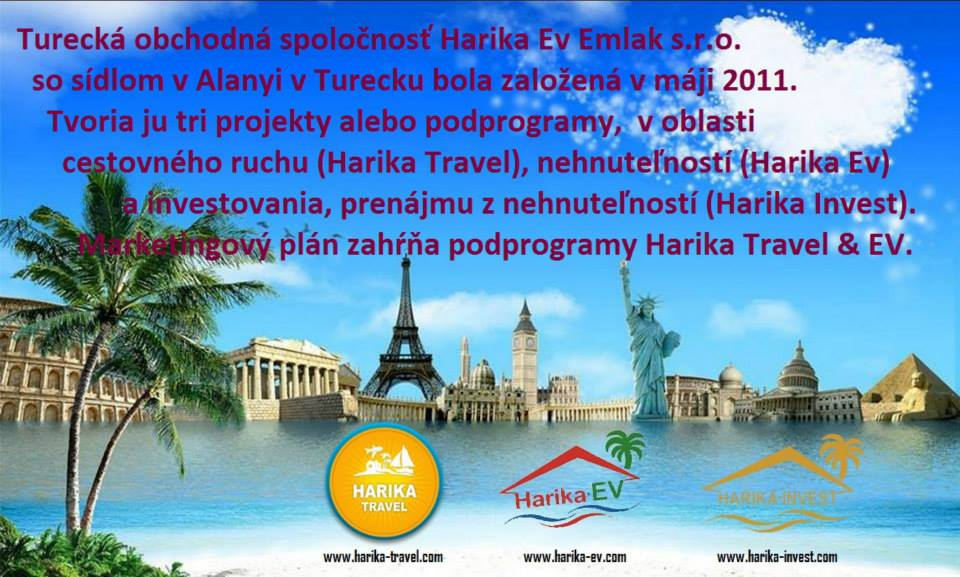 Turecká obchodná spoločnosť Harika Ev Emlak s.r.o.
so sídlom v Alanyi v Turecku bola založená v máji 2011.
Tvoria ju tri projekty alebo podprogramy, v oblasti
cestovného ruchu (Harika Travel), nehnuteľností (Harika Ev)
a investovania, prenájmu z nehnuteľností (Harika Invest).
Marketingový plán zahŕňa podprogramy Harika Travel & EV.
HARIKA
TRAVEL
Harika·EV
HARIKA·INVEST
www.harika-travel.com
www.harika-ev.com
www.harika-invest.com